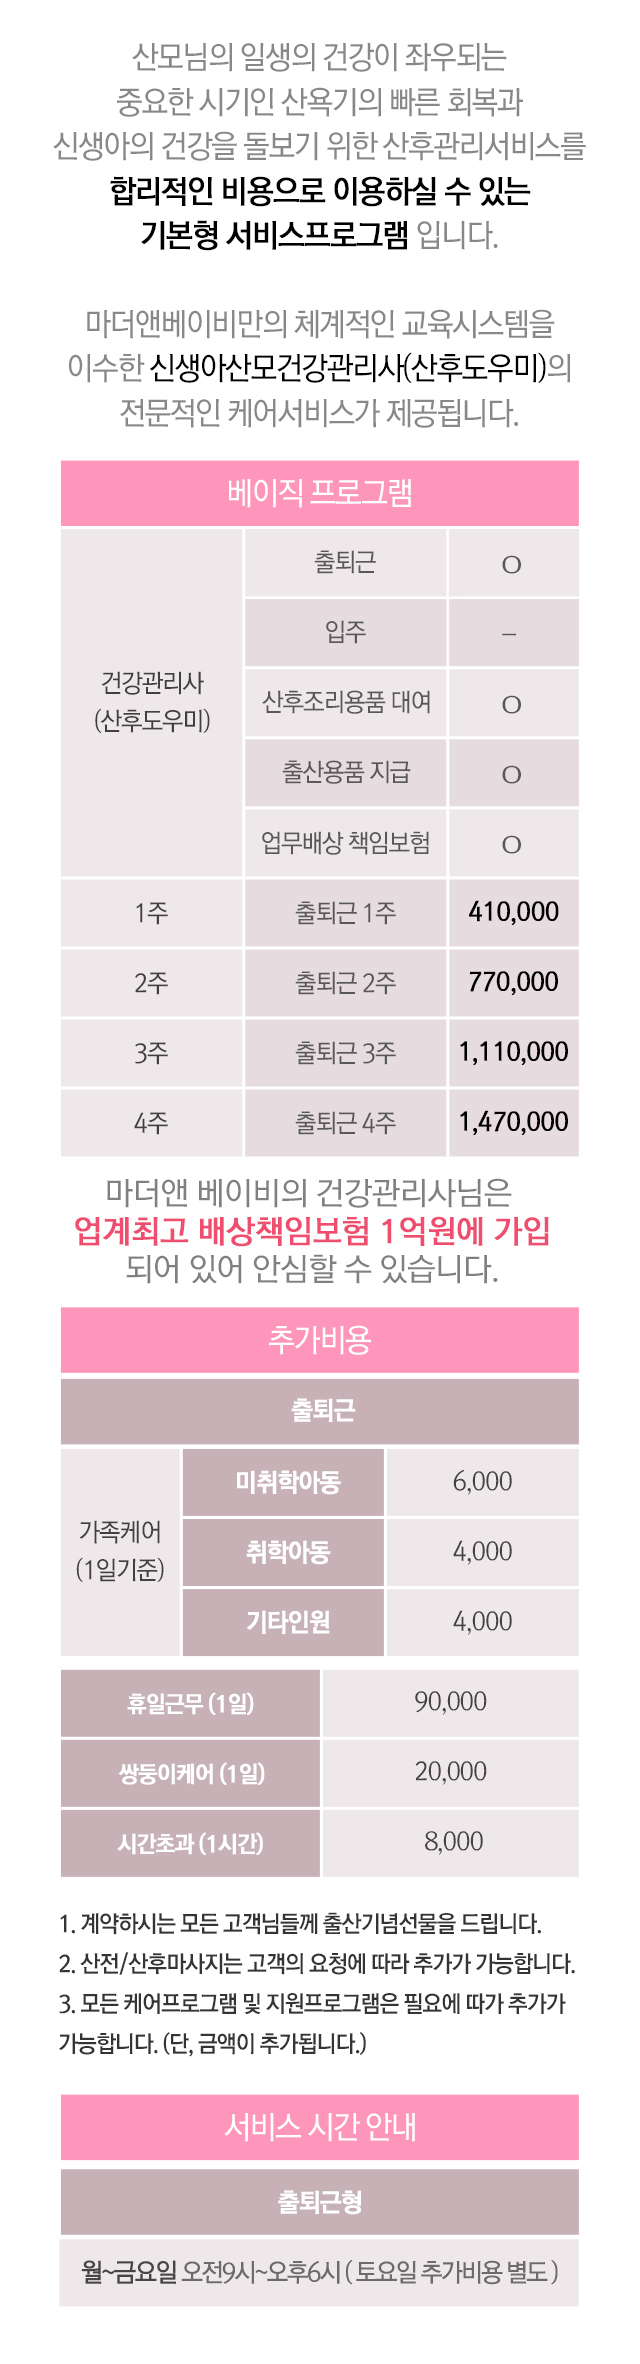 산모님의 일생의 건강이 좌우되는
중요한 시기인 산욕기의 빠른 회복과
신생아의 건강을 돌보기 위한 산후관리서비스를
합리적인 비용으로 이용하실 수 있는
기본형 서비스프로그램 입니다.
마더앤베이비만의 체계적인 교육시스템을
이수한 신생아산모건강관리사(산후도우미)의
전문적인 케어서비스가 제공됩니다.
베이직 프로그램
건강관리사
(산후도우미)
출퇴근 O
입주 –
산후조리용품 대여 O
출산용품 지급 O
업무배상 책임보험 O
1주 출퇴근 1주 410,000
2주 출퇴근 2주 770,000
3주 출퇴근 3주 1,110,000
4주 출퇴근 4주 1,470,000
마더앤 베이비의 건강관리사님은
업계최고 배상책임보험 1억원에 가입
되어 있어 안심할 수 있습니다.
추가비용
출퇴근
가족케어
(1일기준)
미취학아동 6,000
취학아동 4,000
기타인원 4,000
휴일근무 (1일) 90,000
쌍둥이케어 (1일) 20,000
시간초과 (1시간) 8,000
1. 계약하시는 모든 고객님들께 출산기념선물을 드립니다.
2. 산전/산후마사지는 고객의 요청에 따라 추가가 가능합니다.
3. 모든 케어프로그램 및 지원프로그램은 필요에 따가 추가가
가능합니다. (단, 금액이 추가됩니다.)
서비스 시간 안내
출퇴근형
월~금요일 오전9시~오후6시 ( 토요일 추가비용 별도 )